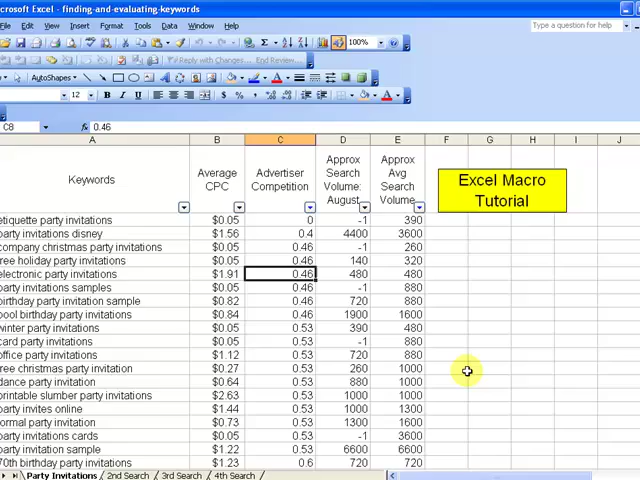 Microsoft Excel - finding-and-evaluating-keywords
Edit View Insert Format Tools Data Window Help
Type a question for help
100%
Reply with Changes... End Review...
AutoShapes
12 B I U $ % ,
C8 fx 0.46
A B C D E F G H I J
Keywords
Average CPC
Advertiser Competition
Approx Search Volume: August
Approx Avg Search Volume
Excel Macro
Tutorial
etiquette party invitations $0.05 0 -1 390
party invitations disney $1.56 0.4 4400 3600
company christmas party invitations $0.05 0.46 -1 260
free holiday party invitations $0.05 0.46 140 320
electronic party invitations $1.91 0.46 480 480
party invitations samples $0.05 0.46 -1 880
birthday party invitation sample $0.82 0.46 720 880
pool birthday party invitation $0.84 0.46 1900 1600
winter party invitations $0.05 0.53 390 480
card party invitations $0.05 0.53 -1 880
office party invitations $1.12 0.53 720 880
free christmas party invitation $0.27 0.53 260 1000
dance party invitation $0.64 0.53 880 1000
printable slumber party invitations $2.63 0.53 1000 1000
party invites online $1.44 0.53 1000 1300
formal party invitation $0.73 0.53 1300 1600
party invitations cards $0.05 0.53 -1 3600
party invitation sample $1.22 0.53 6600 6600
70th birthday party invitations $1.23 0.6 720 720
Party Invitations 2nd Search 3rd Search 4th Search